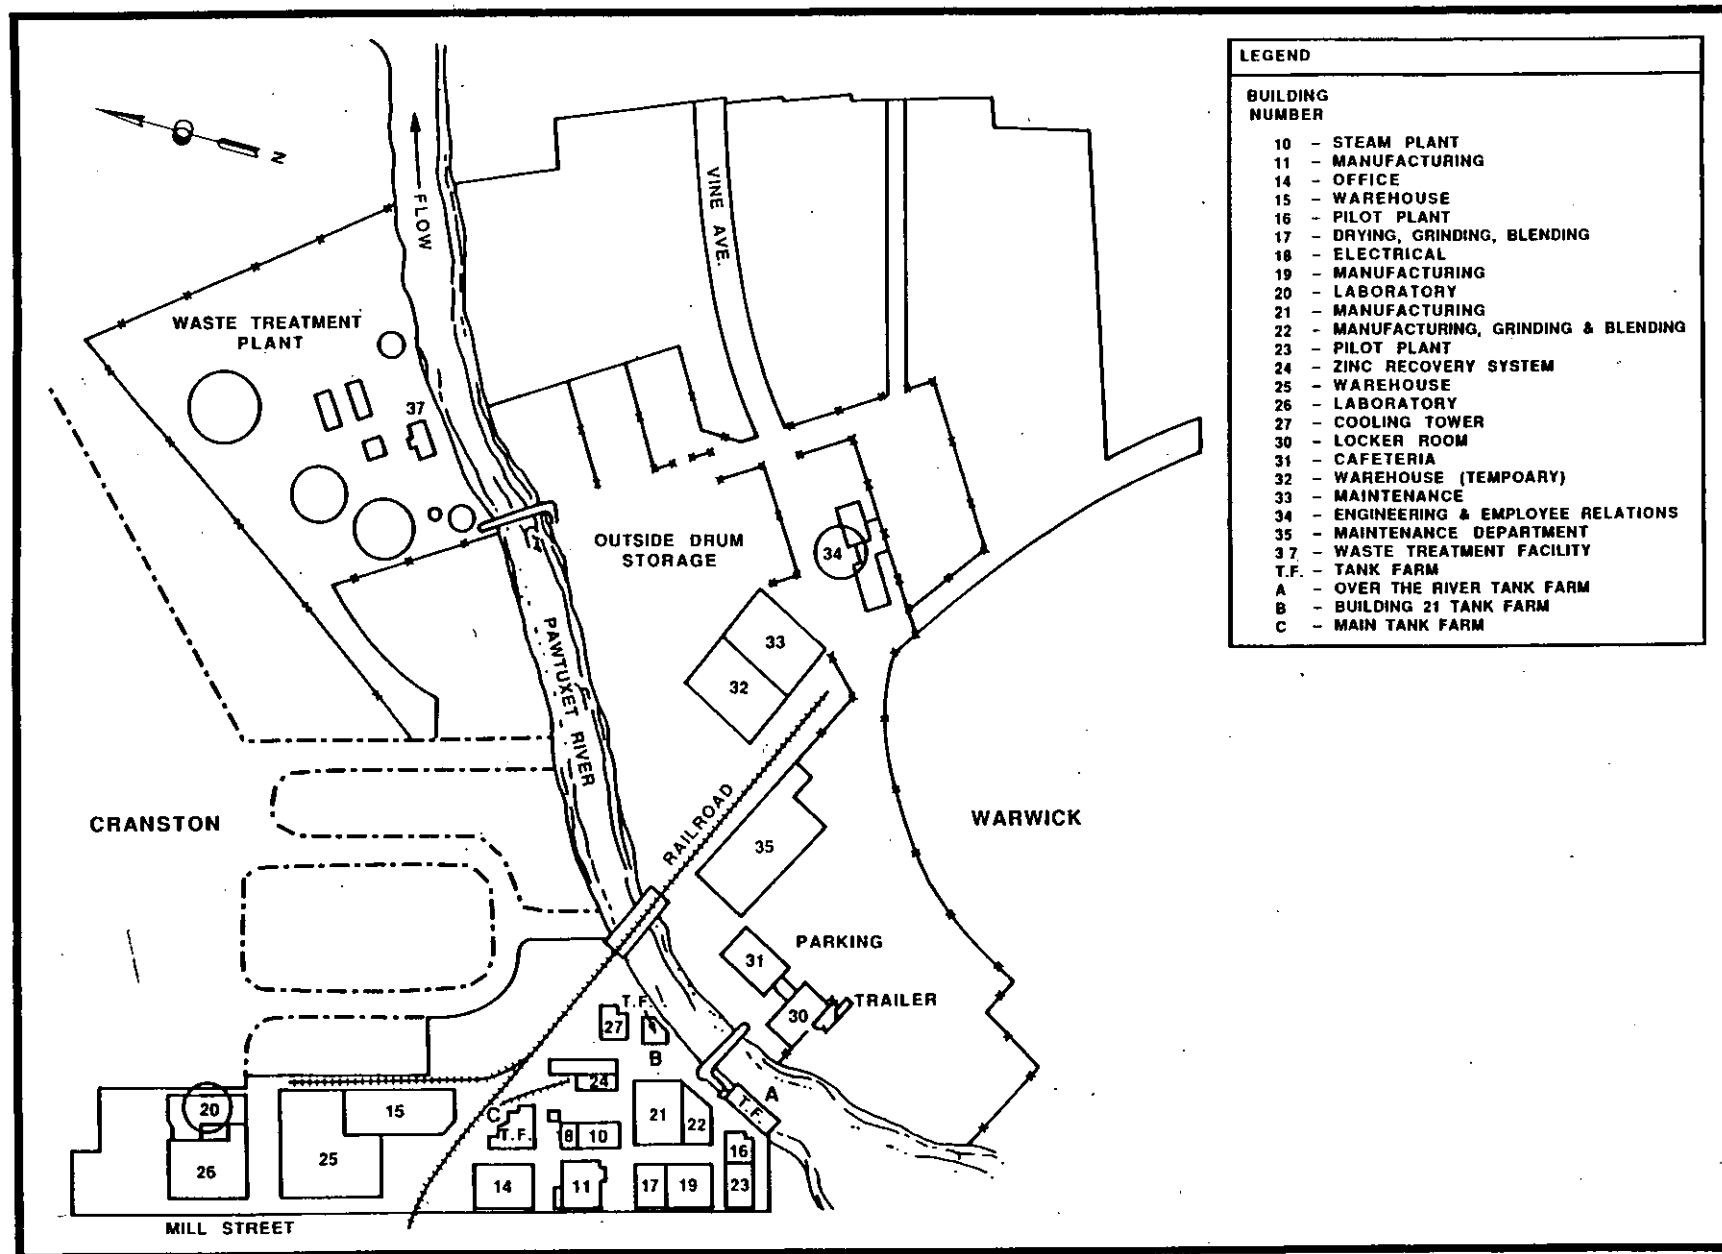 LEGEND
BUILDING
NUMBER
10 - STEAM PLANT
11 - MANUFACTURING
14 - OFFICE
15 - WAREHOUSE
16 - PILOT PLANT
17 - DRYING, GRINDING, BLENDING
18 - ELECTRICAL
19 - MANUFACTURING
20 - LABORATORY
21 - MANUFACTURING
22 - MANUFACTURING, GRINDING & BLENDING
23 - PILOT PLANT
24 - ZINC RECOVERY SYSTEM
25 - WAREHOUSE
26 - LABORATORY
27 - COOLING TOWER
30 - LOCKER ROOM
31 - CAFETERIA
32 - WAREHOUSE (TEMPOARY)
33 - MAINTENANCE
34 - ENGINEERING & EMPLOYEE RELATIONS
35 - MAINTENANCE DEPARTMENT
37 - WASTE TREATMENT FACILITY
T.F. - TANK FARM
A - OVER THE RIVER TANK FARM
B - BUILDING 21 TANK FARM
C - MAIN TANK FARM
N
FLOW
VINE AVE.
WASTE TREATMENT
PLANT
37
OUTSIDE DRUM
STORAGE
34
PAWTUXET RIVER
33
32
RAILROAD
CRANSTON
WARWICK
35
PARKING
31
TRAILER
30
T.F.
27
B
24
A
T.F.
C
20
15
21
22
T.F.
8
10
16
26
25
14
11
17
19
23
MILL STREET